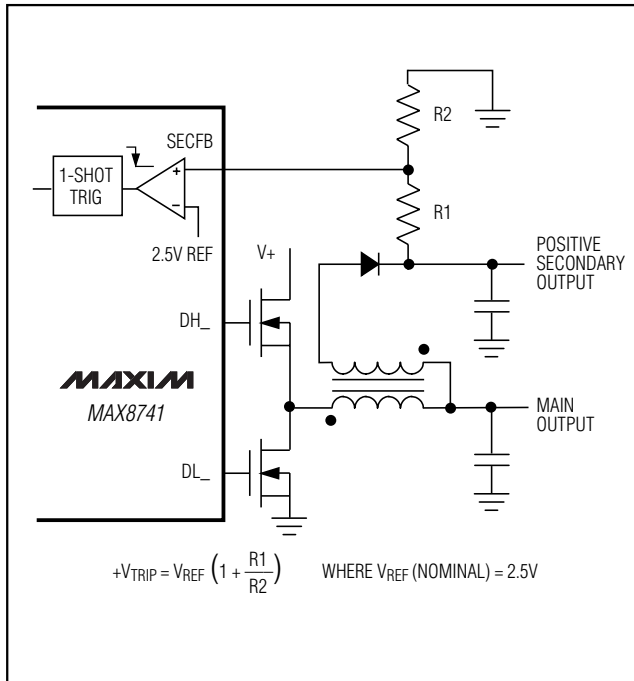 R2
SECFB
1-SHOT
TRIG
+
−
R1
2.5V REF
V+
POSITIVE
SECONDARY
OUTPUT
DH_
MAXIM
MAX8741
MAIN
OUTPUT
DL_
+VTRIP = VREF (1 + R1/R2) WHERE VREF (NOMINAL) = 2.5V